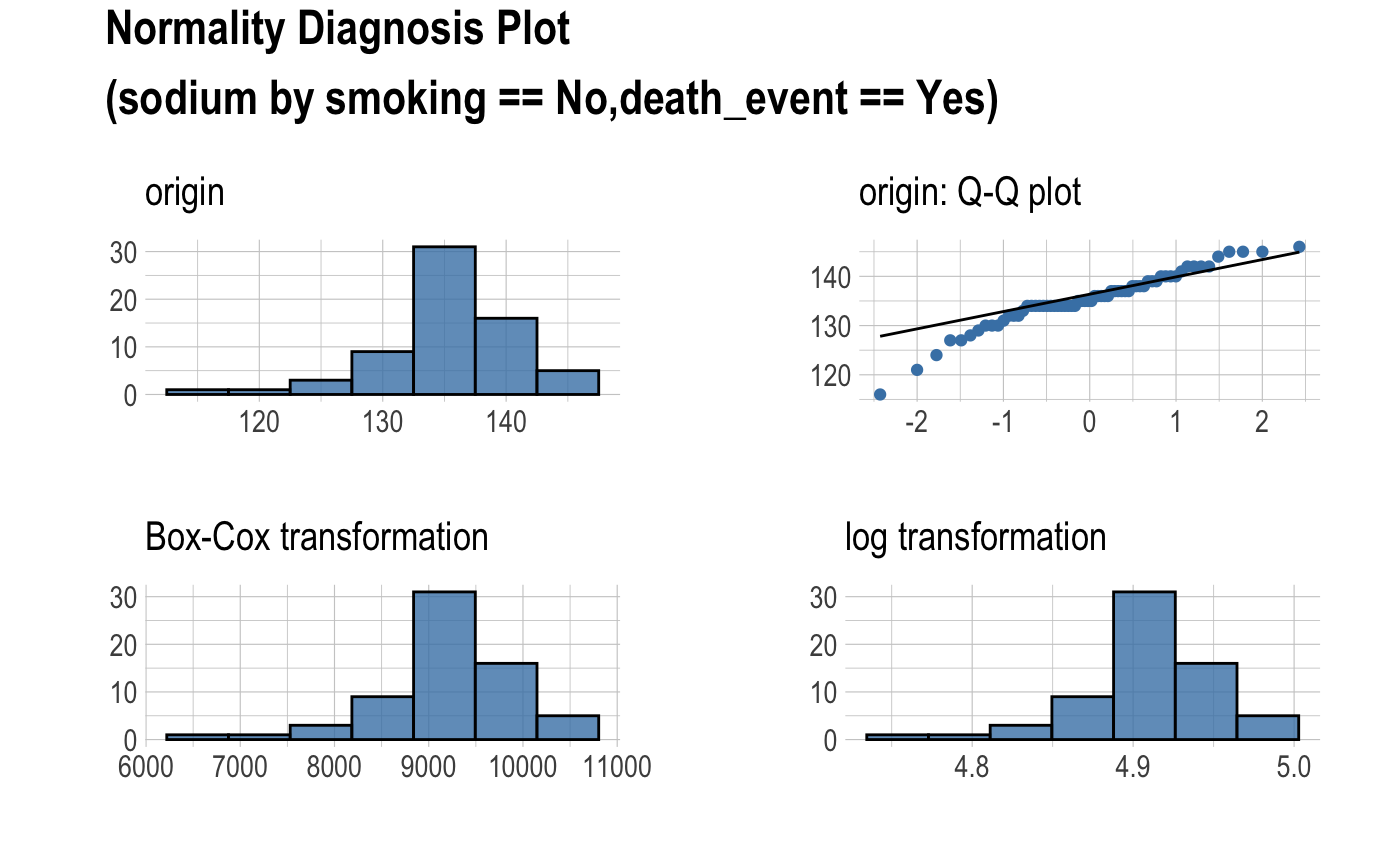 Normality Diagnosis Plot
(sodium by smoking == No,death_event == Yes)
origin
30
20
10
0
120 130 140
origin: Q-Q plot
140
130
120
-2 -1 0 1 2
Box-Cox transformation
30
20
10
0
6000 7000 8000 9000 10000 11000
log transformation
30
20
10
0
4.8 4.9 5.0